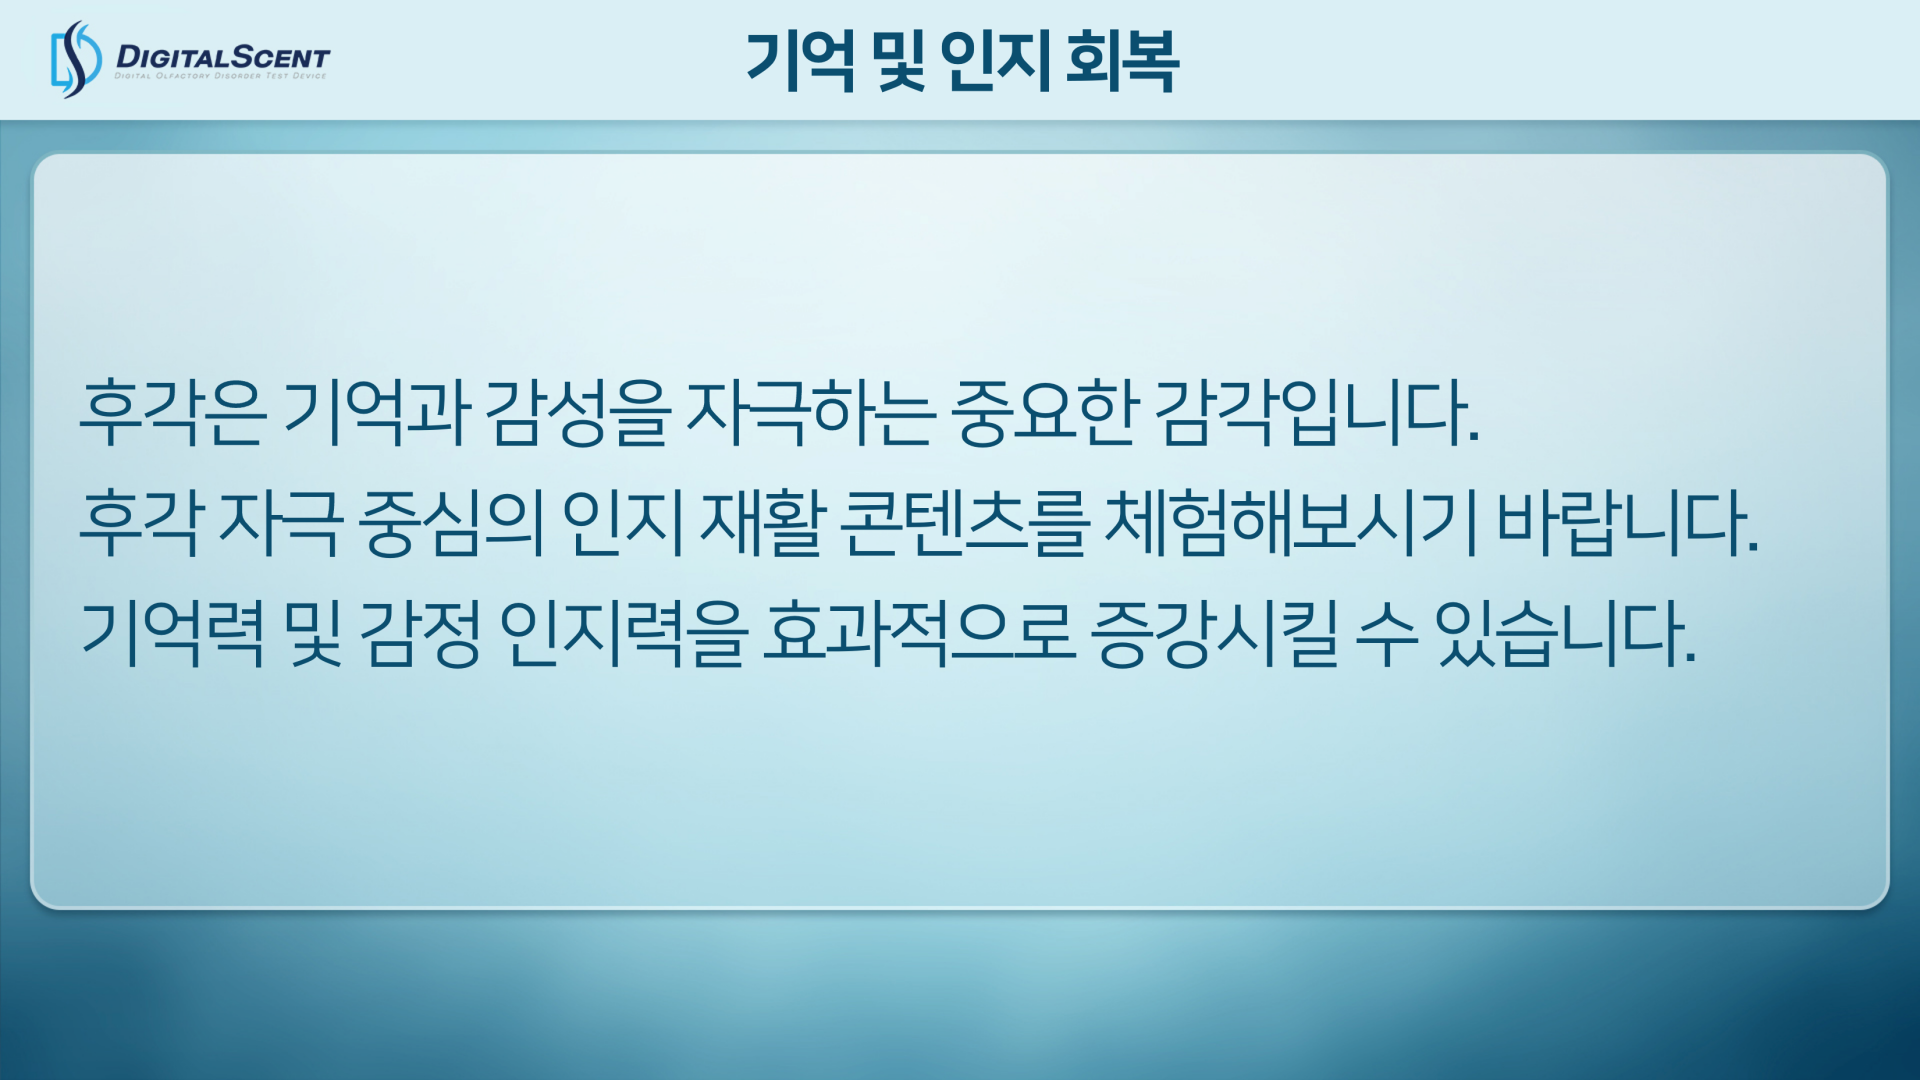 DIGITALSCENT
DIGITAL OLFACTORY DISORDER TEST DEVICE
기억 및 인지 회복
후각은 기억과 감성을 자극하는 중요한 감각입니다.
후각 자극 중심의 인지 재활 콘텐츠를 체험해보시기 바랍니다.
기억력 및 감정 인지력을 효과적으로 증강시킬 수 있습니다.